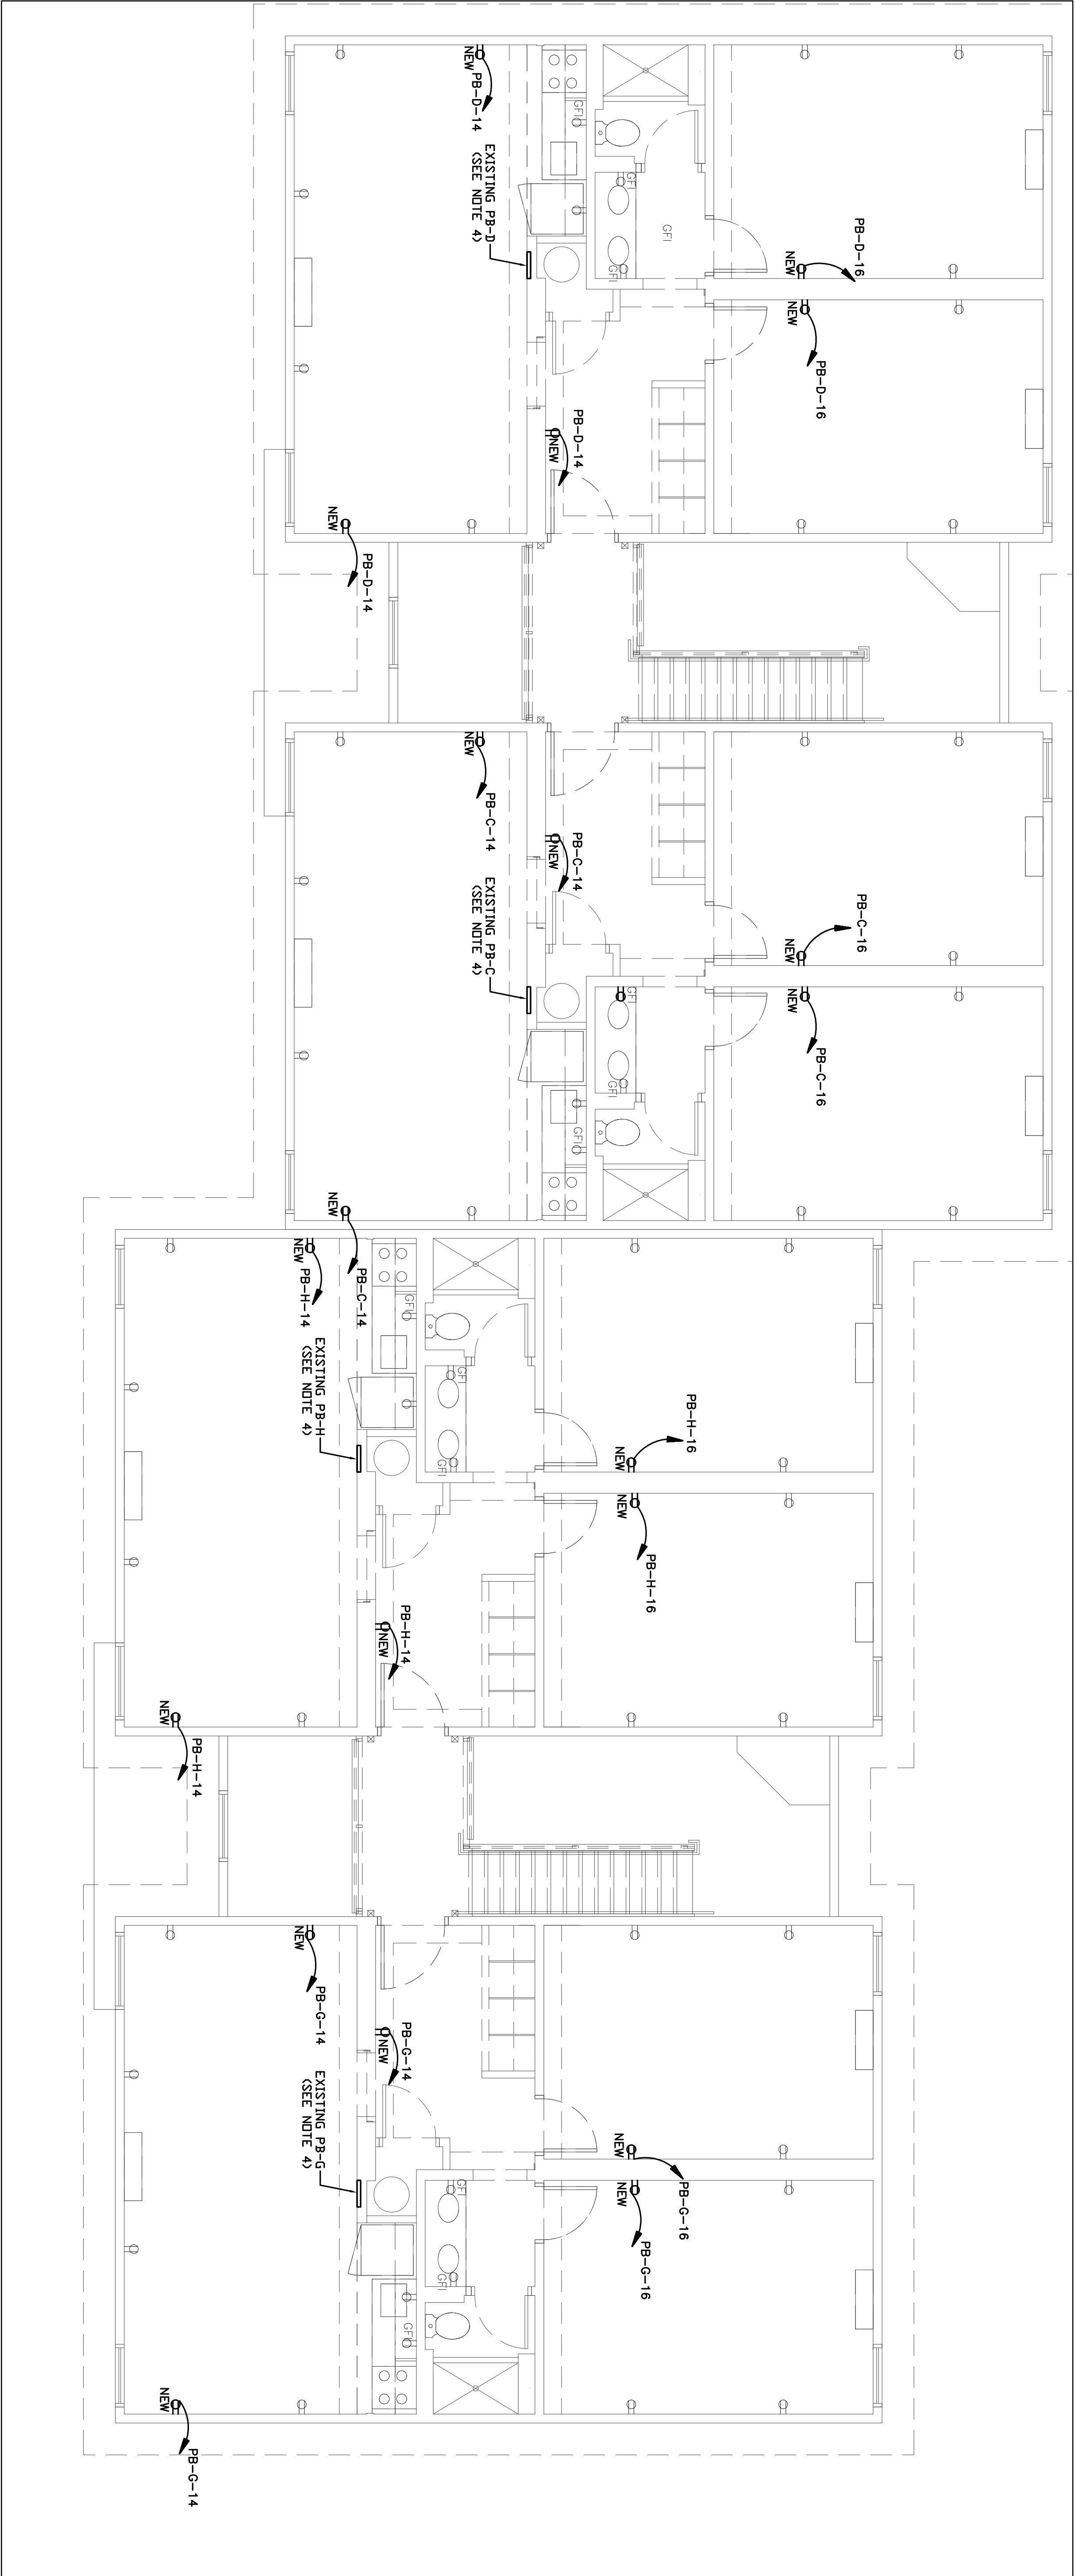 NEW
PB-D-14
EXISTING PB-D
(SEE NOTE 4)
GFI
GFI
GFI
GFI
PB-D-16
NEW
NEW
PB-D-16
PB-D-14
NEW
NEW
PB-D-14
NEW
PB-C-14
PB-C-14
NEW
EXISTING PB-C
(SEE NOTE 4)
PB-C-16
NEW
NEW
PB-C-16
GFI
GFI
GFI
NEW
PB-C-14
NEW
PB-H-14
EXISTING PB-H
(SEE NOTE 4)
GFI
GFI
GFI
PB-H-16
NEW
NEW
PB-H-16
PB-H-14
NEW
NEW
PB-H-14
NEW
PB-G-14
PB-G-14
NEW
EXISTING PB-G
(SEE NOTE 4)
NEW
PB-G-16
NEW
PB-G-16
GFI
GFI
GFI
NEW
PB-G-14